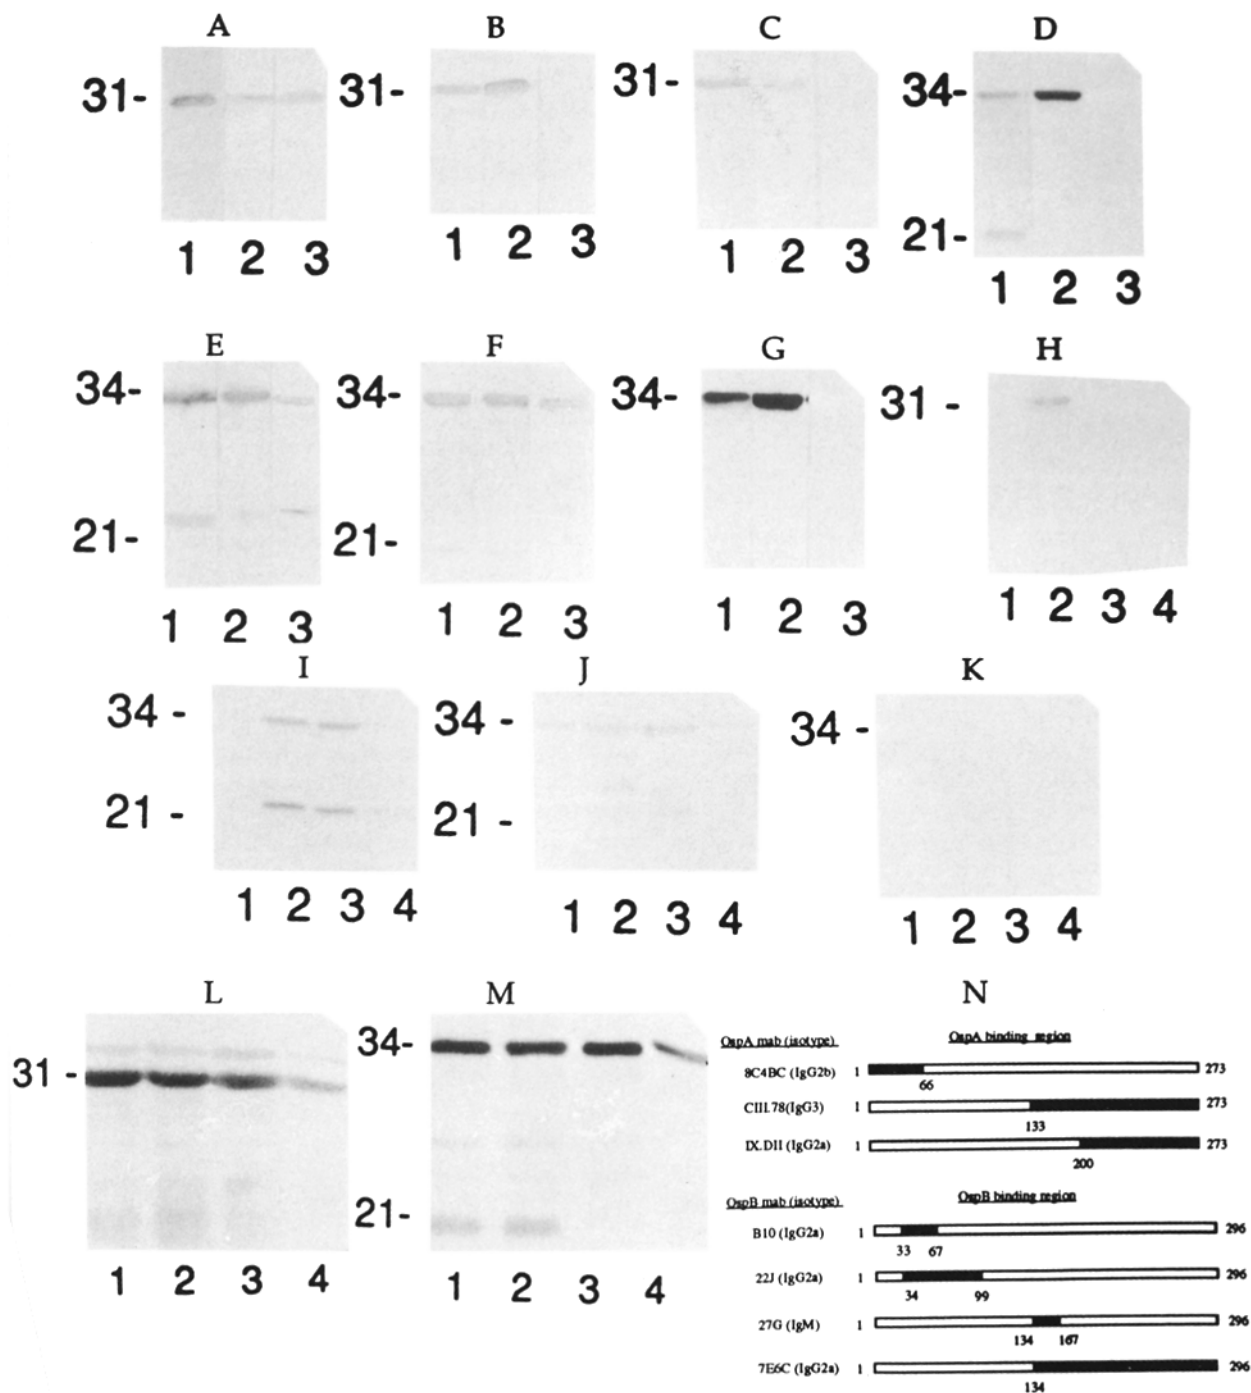 A B C D
31- 31- 31- 34-
21-
1 2 3 1 2 3 1 2 3 1 2 3
E F G H
34- 34- 34- 31 -
21- 21-
1 2 3 1 2 3 1 2 3 1 2 3 4
I J K
34 - 34 - 34 -
21 - 21 -
1 2 3 4 1 2 3 4 1 2 3 4
L M N
31 - 34-
21-
1 2 3 4 1 2 3 4
OspA mab (isotype) OspA binding region
8C4BC (IgG2b) 1 273
66
CIII.78(IgG3) 1 273
133
IX.DII (IgG2a) 1 273
200
OspB mab (isotype) OspB binding region
B10 (IgG2a) 1 296
33 67
22J (IgG2a) 1 296
34 99
27G (IgM) 1 296
134 167
7E6C (IgG2a) 1 296
134